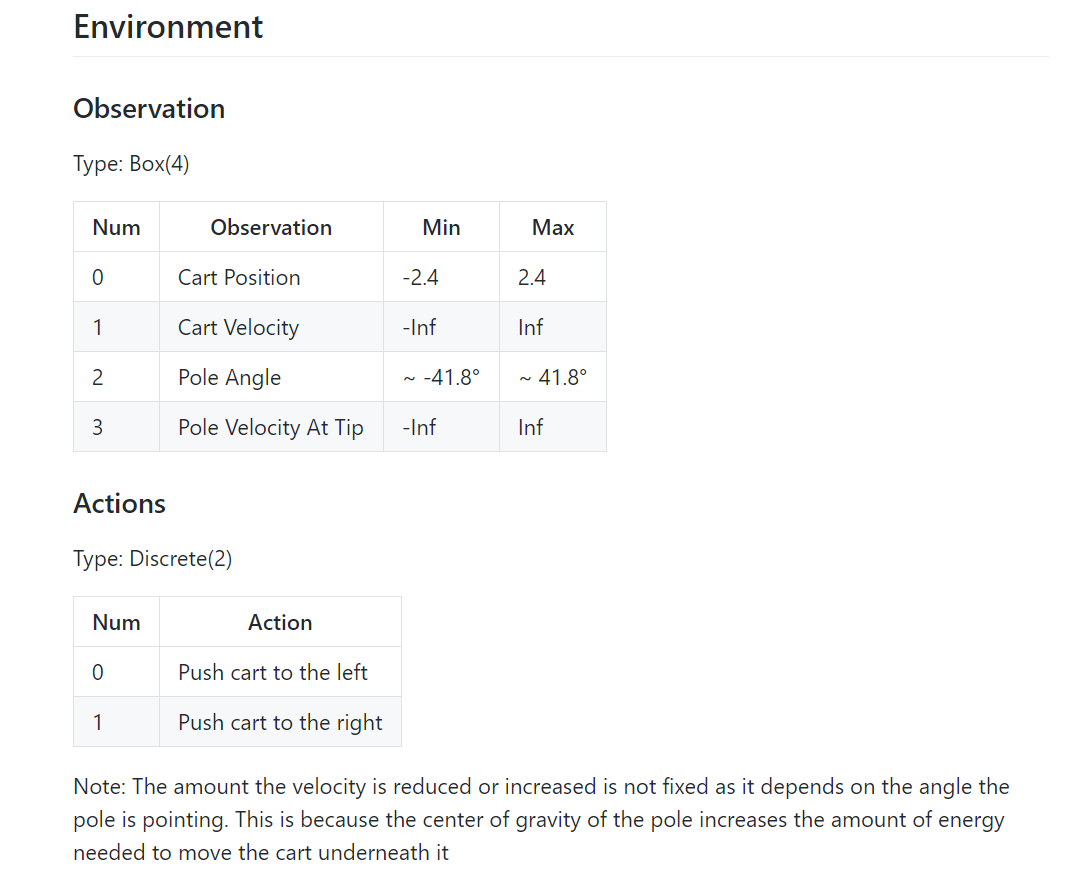 Environment
Observation
Type: Box(4)
Num Observation Min Max
0 Cart Position -2.4 2.4
1 Cart Velocity -Inf Inf
2 Pole Angle ~ -41.8° ~ 41.8°
3 Pole Velocity At Tip -Inf Inf
Actions
Type: Discrete(2)
Num Action
0 Push cart to the left
1 Push cart to the right
Note: The amount the velocity is reduced or increased is not fixed as it depends on the angle the
pole is pointing. This is because the center of gravity of the pole increases the amount of energy
needed to move the cart underneath it